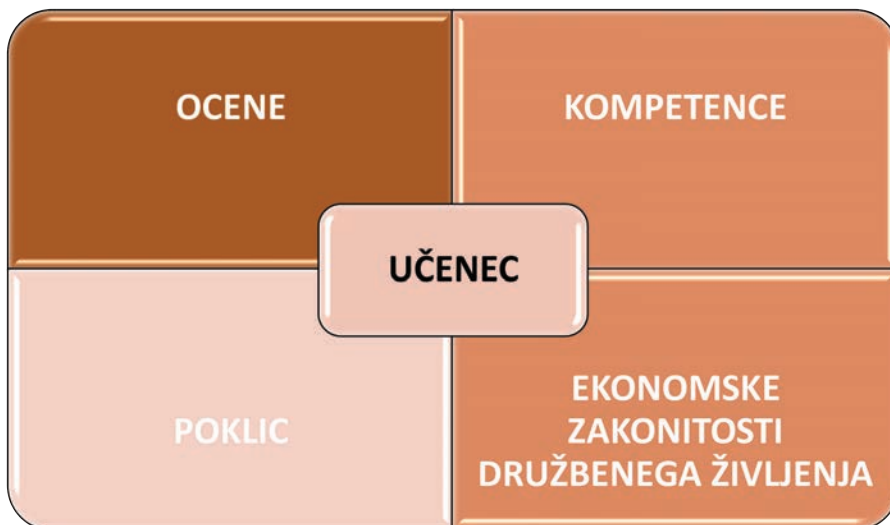 OCENE
KOMPETENCE
UČENEC
POKLIC
EKONOMSKE
ZAKONITOSTI
DRUŽBENEGA ŽIVLJENJA